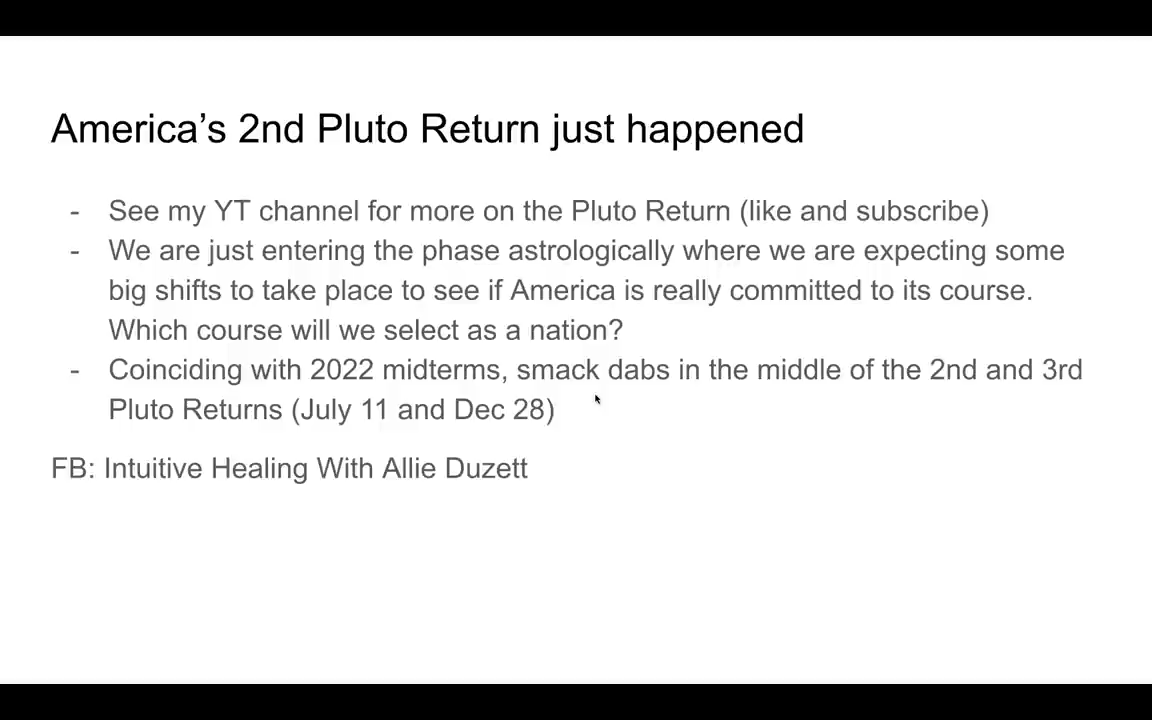 America’s 2nd Pluto Return just happened
- See my YT channel for more on the Pluto Return (like and subscribe)
- We are just entering the phase astrologically where we are expecting some
big shifts to take place to see if America is really committed to its course.
Which course will we select as a nation?
- Coinciding with 2022 midterms, smack dabs in the middle of the 2nd and 3rd
Pluto Returns (July 11 and Dec 28)
FB: Intuitive Healing With Allie Duzett